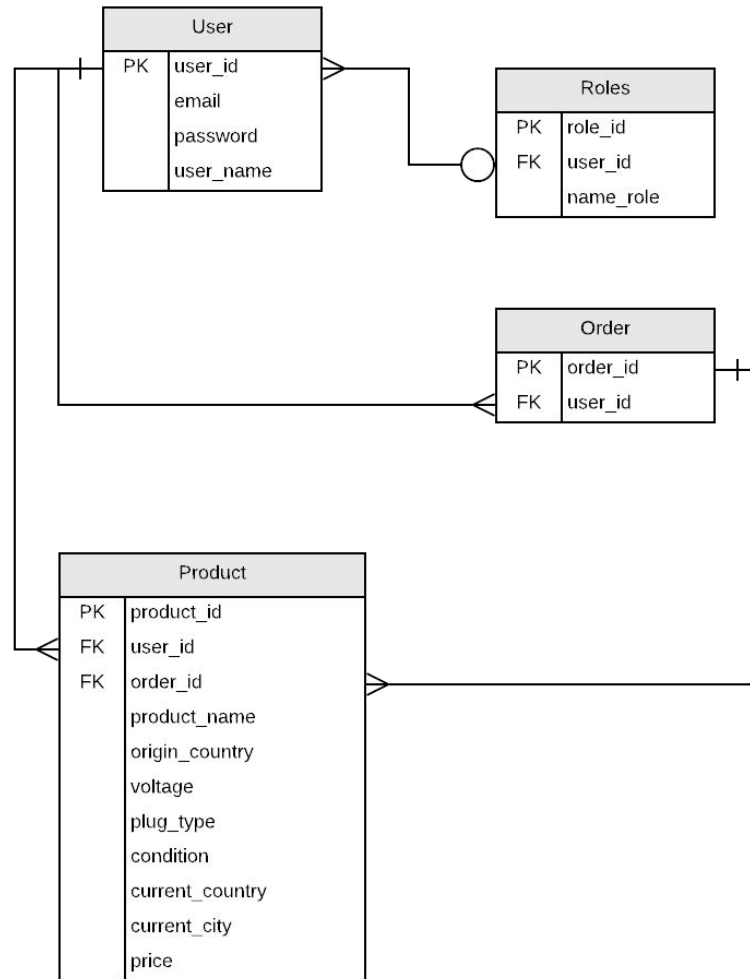 User
PK user_id
email
password
user_name
Roles
PK role_id
FK user_id
name_role
Order
PK order_id
FK user_id
Product
PK product_id
FK user_id
FK order_id
product_name
origin_country
voltage
plug_type
condition
current_country
current_city
price